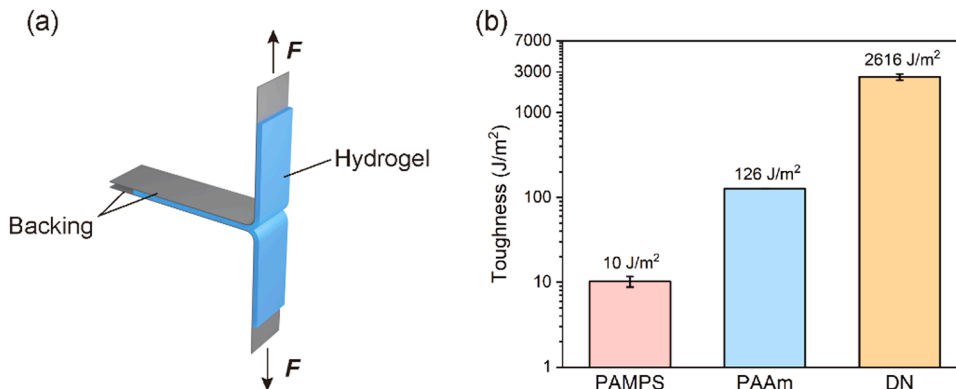 (a)
F
Hydrogel
Backing
F
(b)
Toughness (J/m²)
7000
3000
1000
100
10
1
10 J/m²
126 J/m²
2616 J/m²
PAMPS
PAAm
DN